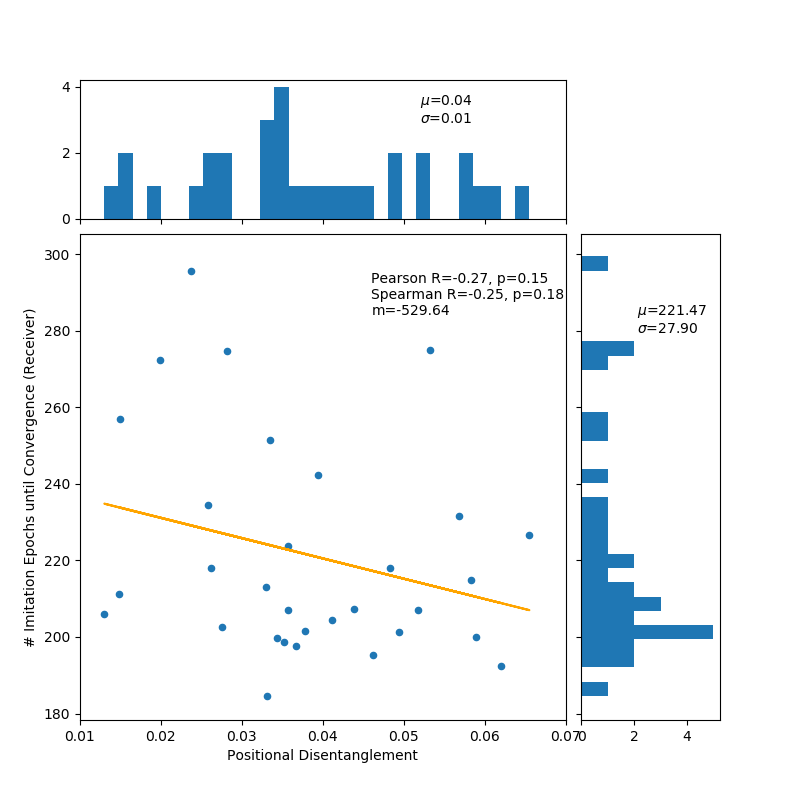 4
2
0
μ=0.04
σ=0.01
300
280
260
240
220
200
180
# Imitation Epochs until Convergence (Receiver)
Pearson R=-0.27, p=0.15
Spearman R=-0.25, p=0.18
m=-529.64
μ=221.47
σ=27.90
0.01 0.02 0.03 0.04 0.05 0.06 0.07
0 2 4
Positional Disentanglement